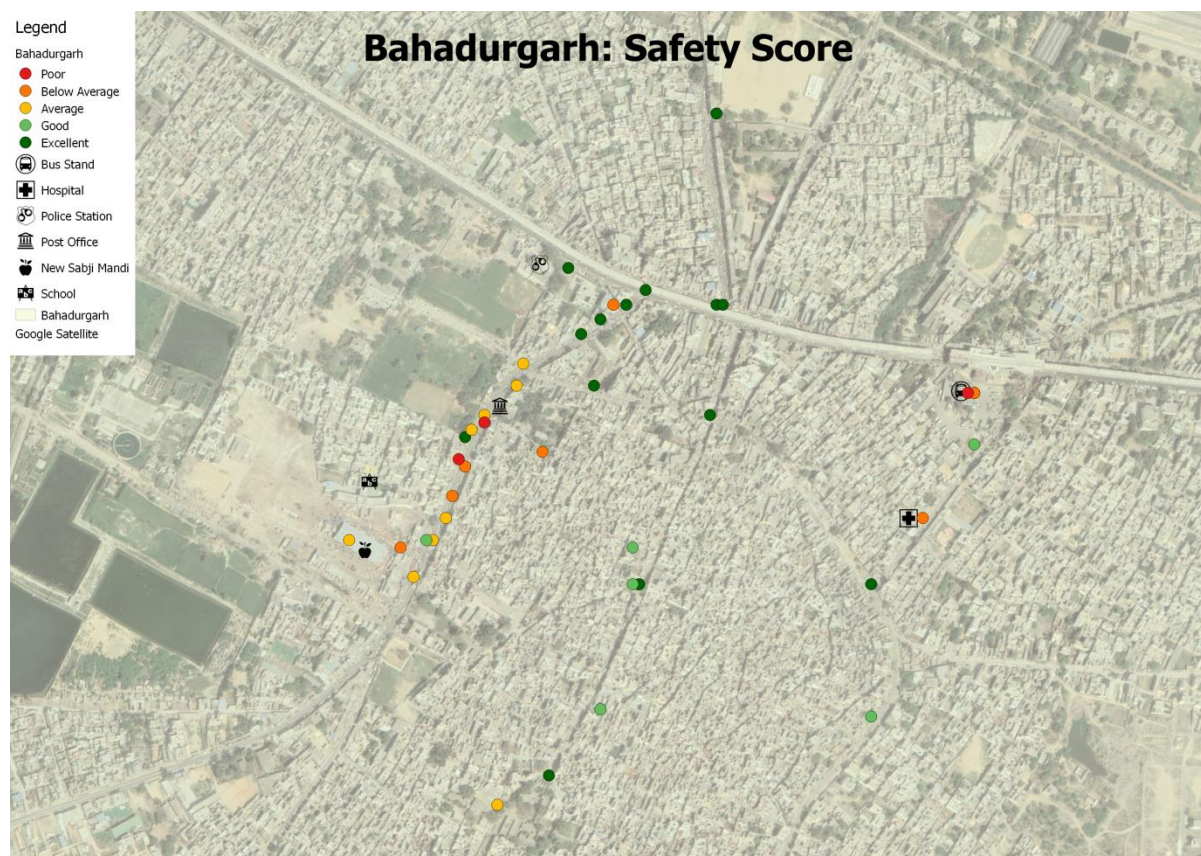 Bahadurgarh: Safety Score
Legend
Bahadurgarh
Poor
Below Average
Average
Good
Excellent
Bus Stand
Hospital
Police Station
Post Office
New Sabji Mandi
School
Bahadurgarh
Google Satellite